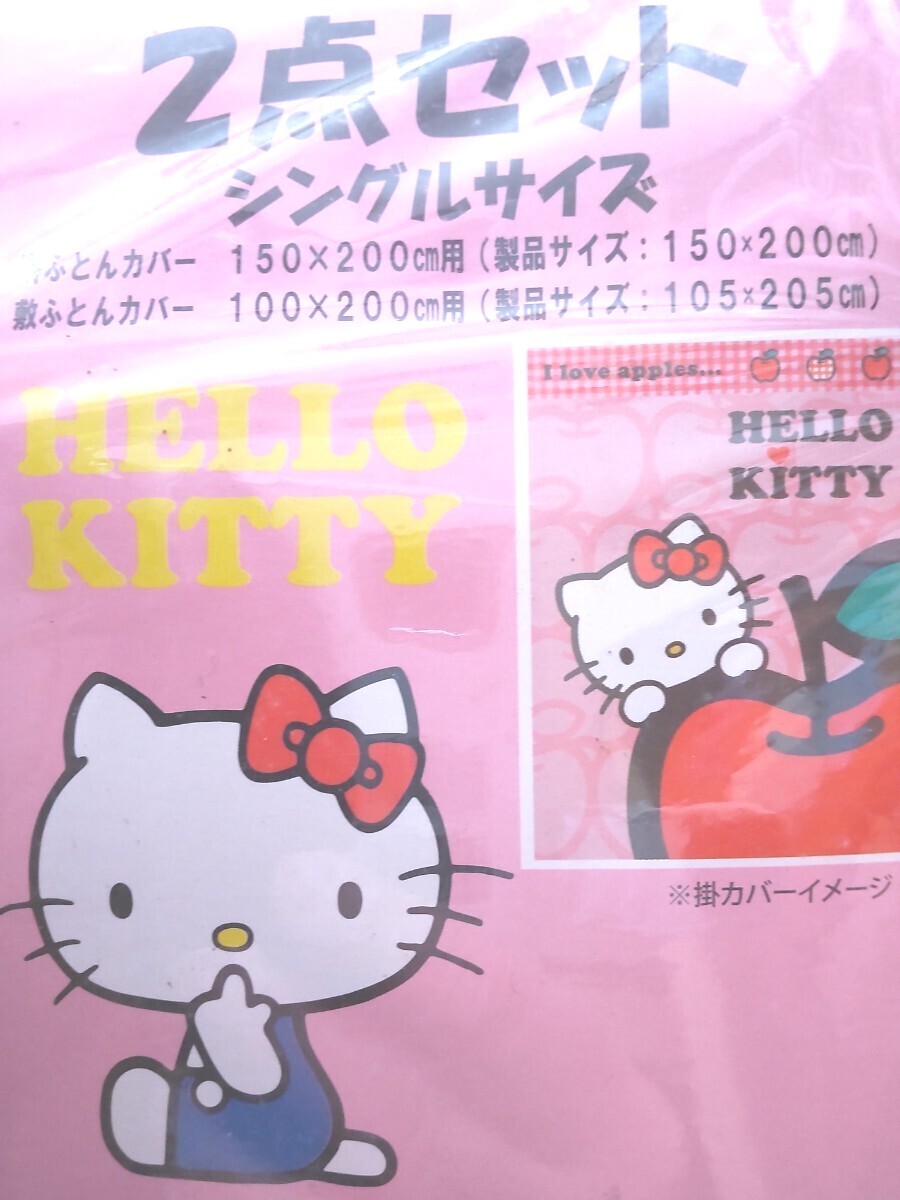 2点セット
シングルサイズ
ふとんカバー 150×200cm用(製品サイズ:150×200cm)
敷ふとんカバー 100×200cm用(製品サイズ:105×205cm)
HELLO
KITTY
I love apples...
HELLO
KITTY
※掛カバーイメージ